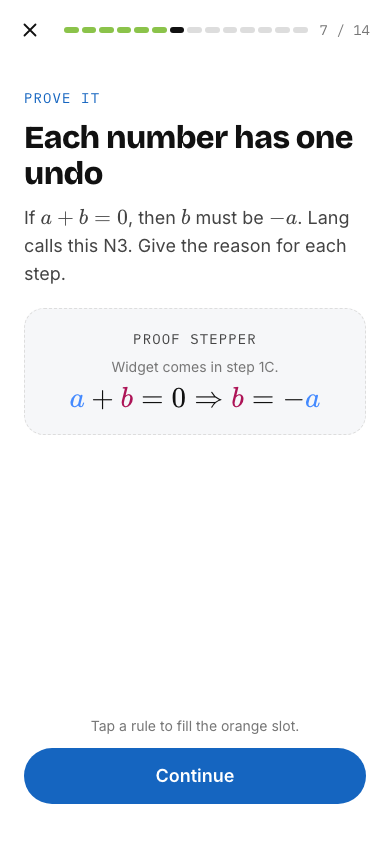 7 / 14
PROVE IT
Each number has one
undo
If a + b = 0, then b must be −a. Lang
calls this N3. Give the reason for each
step.
PROOF STEPPER
Widget comes in step 1C.
a + b = 0 ⇒ b = −a
Tap a rule to fill the orange slot.
Continue